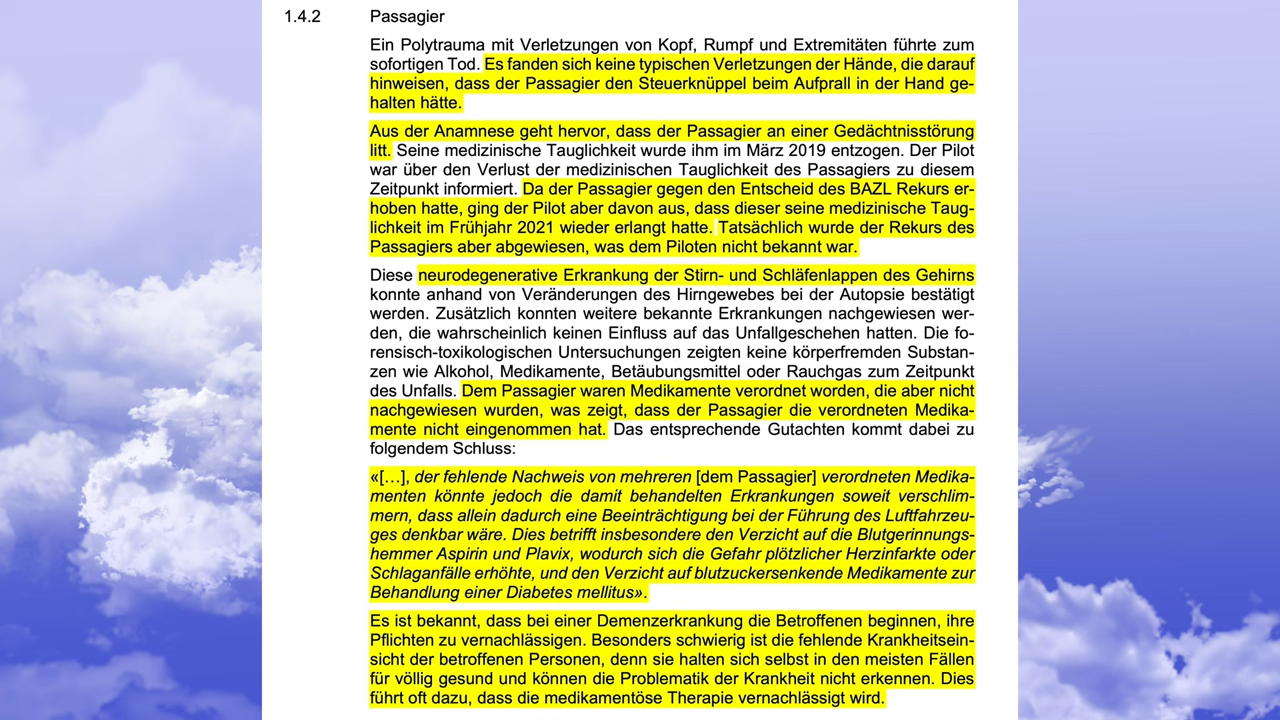 1.4.2 Passagier
Ein Polytrauma mit Verletzungen von Kopf, Rumpf und Extremitäten führte zum
sofortigen Tod. Es fanden sich keine typischen Verletzungen der Hände, die darauf
hinweisen, dass der Passagier den Steuerknüppel beim Aufprall in der Hand ge-
halten hätte.
Aus der Anamnese geht hervor, dass der Passagier an einer Gedächtnisstörung
litt. Seine medizinische Tauglichkeit wurde ihm im März 2019 entzogen. Der Pilot
war über den Verlust der medizinischen Tauglichkeit des Passagiers zu diesem
Zeitpunkt informiert. Da der Passagier gegen den Entscheid des BAZL Rekurs er-
hoben hatte, ging der Pilot aber davon aus, dass dieser seine medizinische Taug-
lichkeit im Frühjahr 2021 wieder erlangt hatte. Tatsächlich wurde der Rekurs des
Passagiers aber abgewiesen, was dem Piloten nicht bekannt war.
Diese neurodegenerative Erkrankung der Stirn- und Schläfenlappen des Gehirns
konnte anhand von Veränderungen des Hirngewebes bei der Autopsie bestätigt
werden. Zusätzlich konnten weitere bekannte Erkrankungen nachgewiesen wer-
den, die wahrscheinlich keinen Einfluss auf das Unfallgeschehen hatten. Die fo-
rensisch-toxikologischen Untersuchungen zeigten keine körperfremden Substan-
zen wie Alkohol, Medikamente, Betäubungsmittel oder Rauchgas zum Zeitpunkt
des Unfalls. Dem Passagier waren Medikamente verordnet worden, die aber nicht
nachgewiesen wurden, was zeigt, dass der Passagier die verordneten Medika-
mente nicht eingenommen hat. Das entsprechende Gutachten kommt dabei zu
folgendem Schluss:
«[…], der fehlende Nachweis von mehreren [dem Passagier] verordneten Medika-
menten könnte jedoch die damit behandelten Erkrankungen soweit verschlim-
mern, dass allein dadurch eine Beeinträchtigung bei der Führung des Luftfahrzeu-
ges denkbar wäre. Dies betrifft insbesondere den Verzicht auf die Blutgerinnungs-
hemmer Aspirin und Plavix, wodurch sich die Gefahr plötzlicher Herzinfarkte oder
Schlaganfälle erhöhte, und den Verzicht auf blutzuckersenkende Medikamente zur
Behandlung einer Diabetes mellitus».
Es ist bekannt, dass bei einer Demenzerkrankung die Betroffenen beginnen, ihre
Pflichten zu vernachlässigen. Besonders schwierig ist die fehlende Krankheitsein-
sicht der betroffenen Personen, denn sie halten sich selbst in den meisten Fällen
für völlig gesund und können die Problematik der Krankheit nicht erkennen. Dies
führt oft dazu, dass die medikamentöse Therapie vernachlässigt wird.